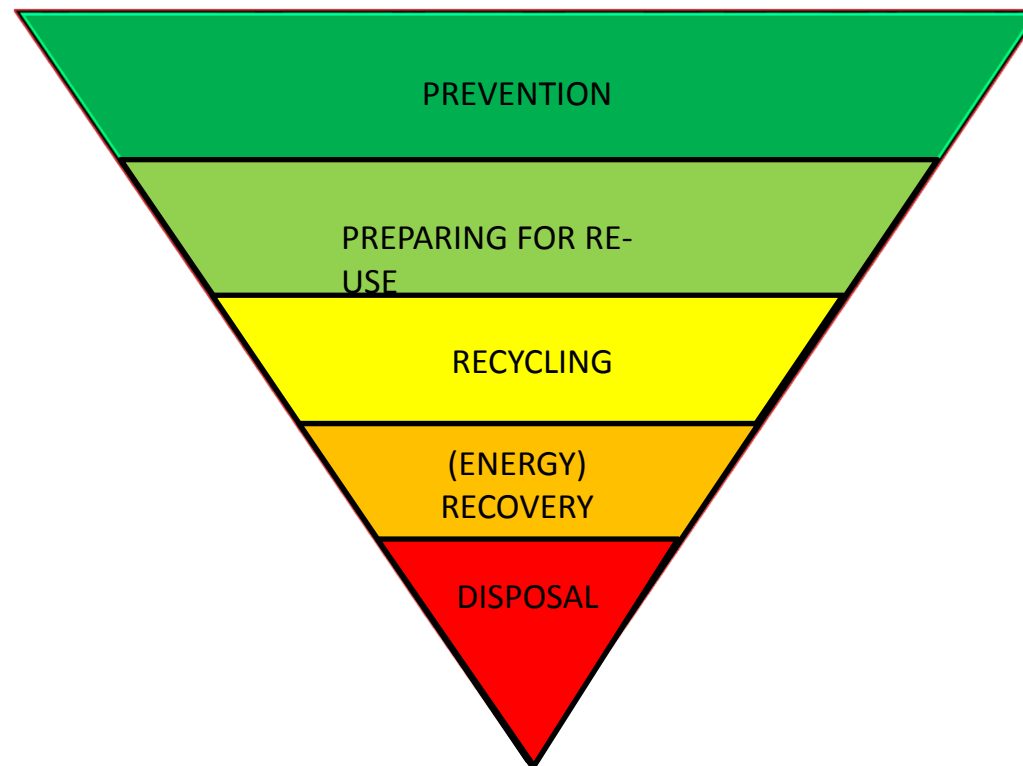 PREVENTION
PREPARING FOR RE-
USE
RECYCLING
(ENERGY)
RECOVERY
DISPOSAL